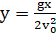 y = gx / 2v₀²